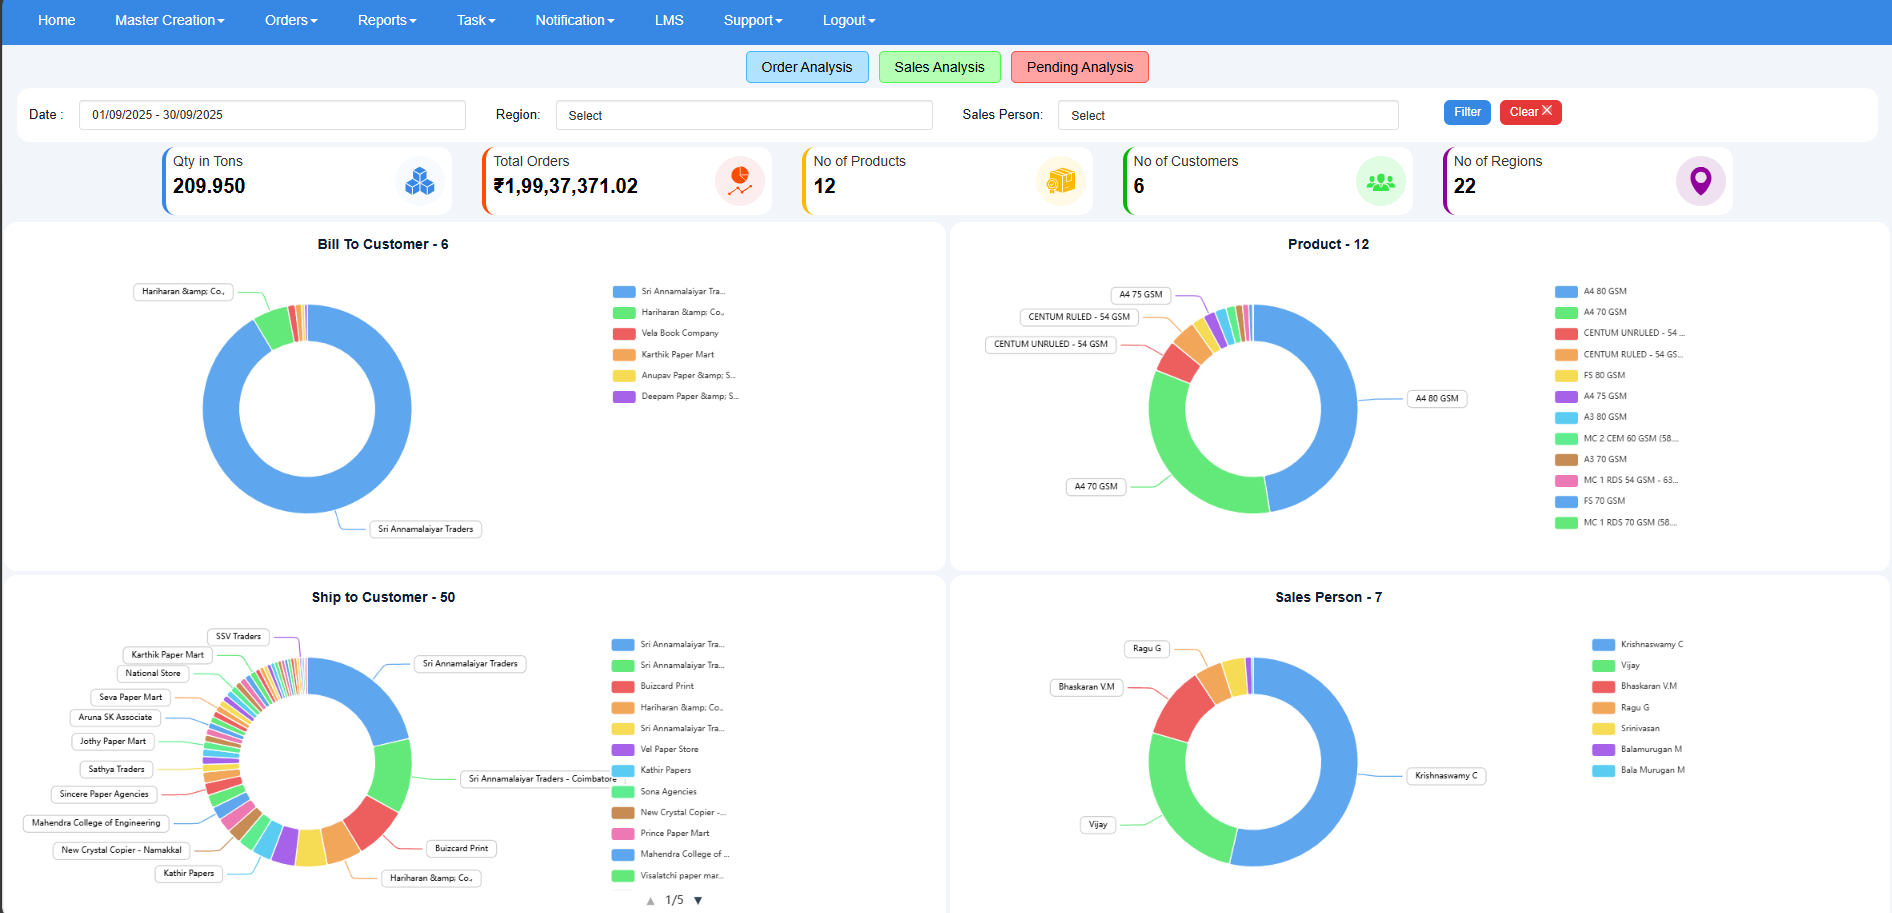 Home Master Creation Orders Reports Task Notification LMS Support Logout
Order Analysis Sales Analysis Pending Analysis
Date : 01/09/2025 - 30/09/2025 Region: Select Sales Person: Select Filter Clear X
Qty in Tons
209.950
Total Orders
₹1,99,37,371.02
No of Products
12
No of Customers
6
No of Regions
22
Bill To Customer - 6
Hariharan &amp; Co.,
Sri Annamalaiyar Traders
Sri Annamalaiyar Tra...
Hariharan &amp; Co.,
Vela Book Company
Karthik Paper Mart
Anupav Paper &amp; S...
Deepam Paper &amp; S...
Product - 12
A4 75 GSM
CENTUM RULED - 54 GSM
CENTUM UNRULED - 54 GSM
A4 80 GSM
A4 70 GSM
A4 80 GSM
A4 70 GSM
CENTUM UNRULED - 54 ...
CENTUM RULED - 54 GS...
FS 80 GSM
A4 75 GSM
A3 80 GSM
MC 2 CEM 60 GSM (58....
A3 70 GSM
MC 1 RDS 54 GSM - 63...
FS 70 GSM
MC 1 RDS 70 GSM (58....
Ship to Customer - 50
SSV Traders
Karthik Paper Mart
National Store
Seva Paper Mart
Aruna SK Associate
Jothy Paper Mart
Sathya Traders
Sincere Paper Agencies
Mahendra College of Engineering
New Crystal Copier - Namakkal
Kathir Papers
Sri Annamalaiyar Traders
Sri Annamalaiyar Traders - Coimbatore
Buizcard Print
Hariharan &amp; Co.,
Sri Annamalaiyar Tra...
Sri Annamalaiyar Tra...
Buizcard Print
Hariharan &amp; Co.,
Sri Annamalaiyar Tra...
Vel Paper Store
Kathir Papers
Sona Agencies
New Crystal Copier -...
Prince Paper Mart
Mahendra College of ...
Visalatchi paper mar...
1/5
Sales Person - 7
Ragu G
Bhaskaran V.M
Krishnaswamy C
Vijay
Krishnaswamy C
Vijay
Bhaskaran V.M
Ragu G
Srinivasan
Balamurugan M
Bala Murugan M